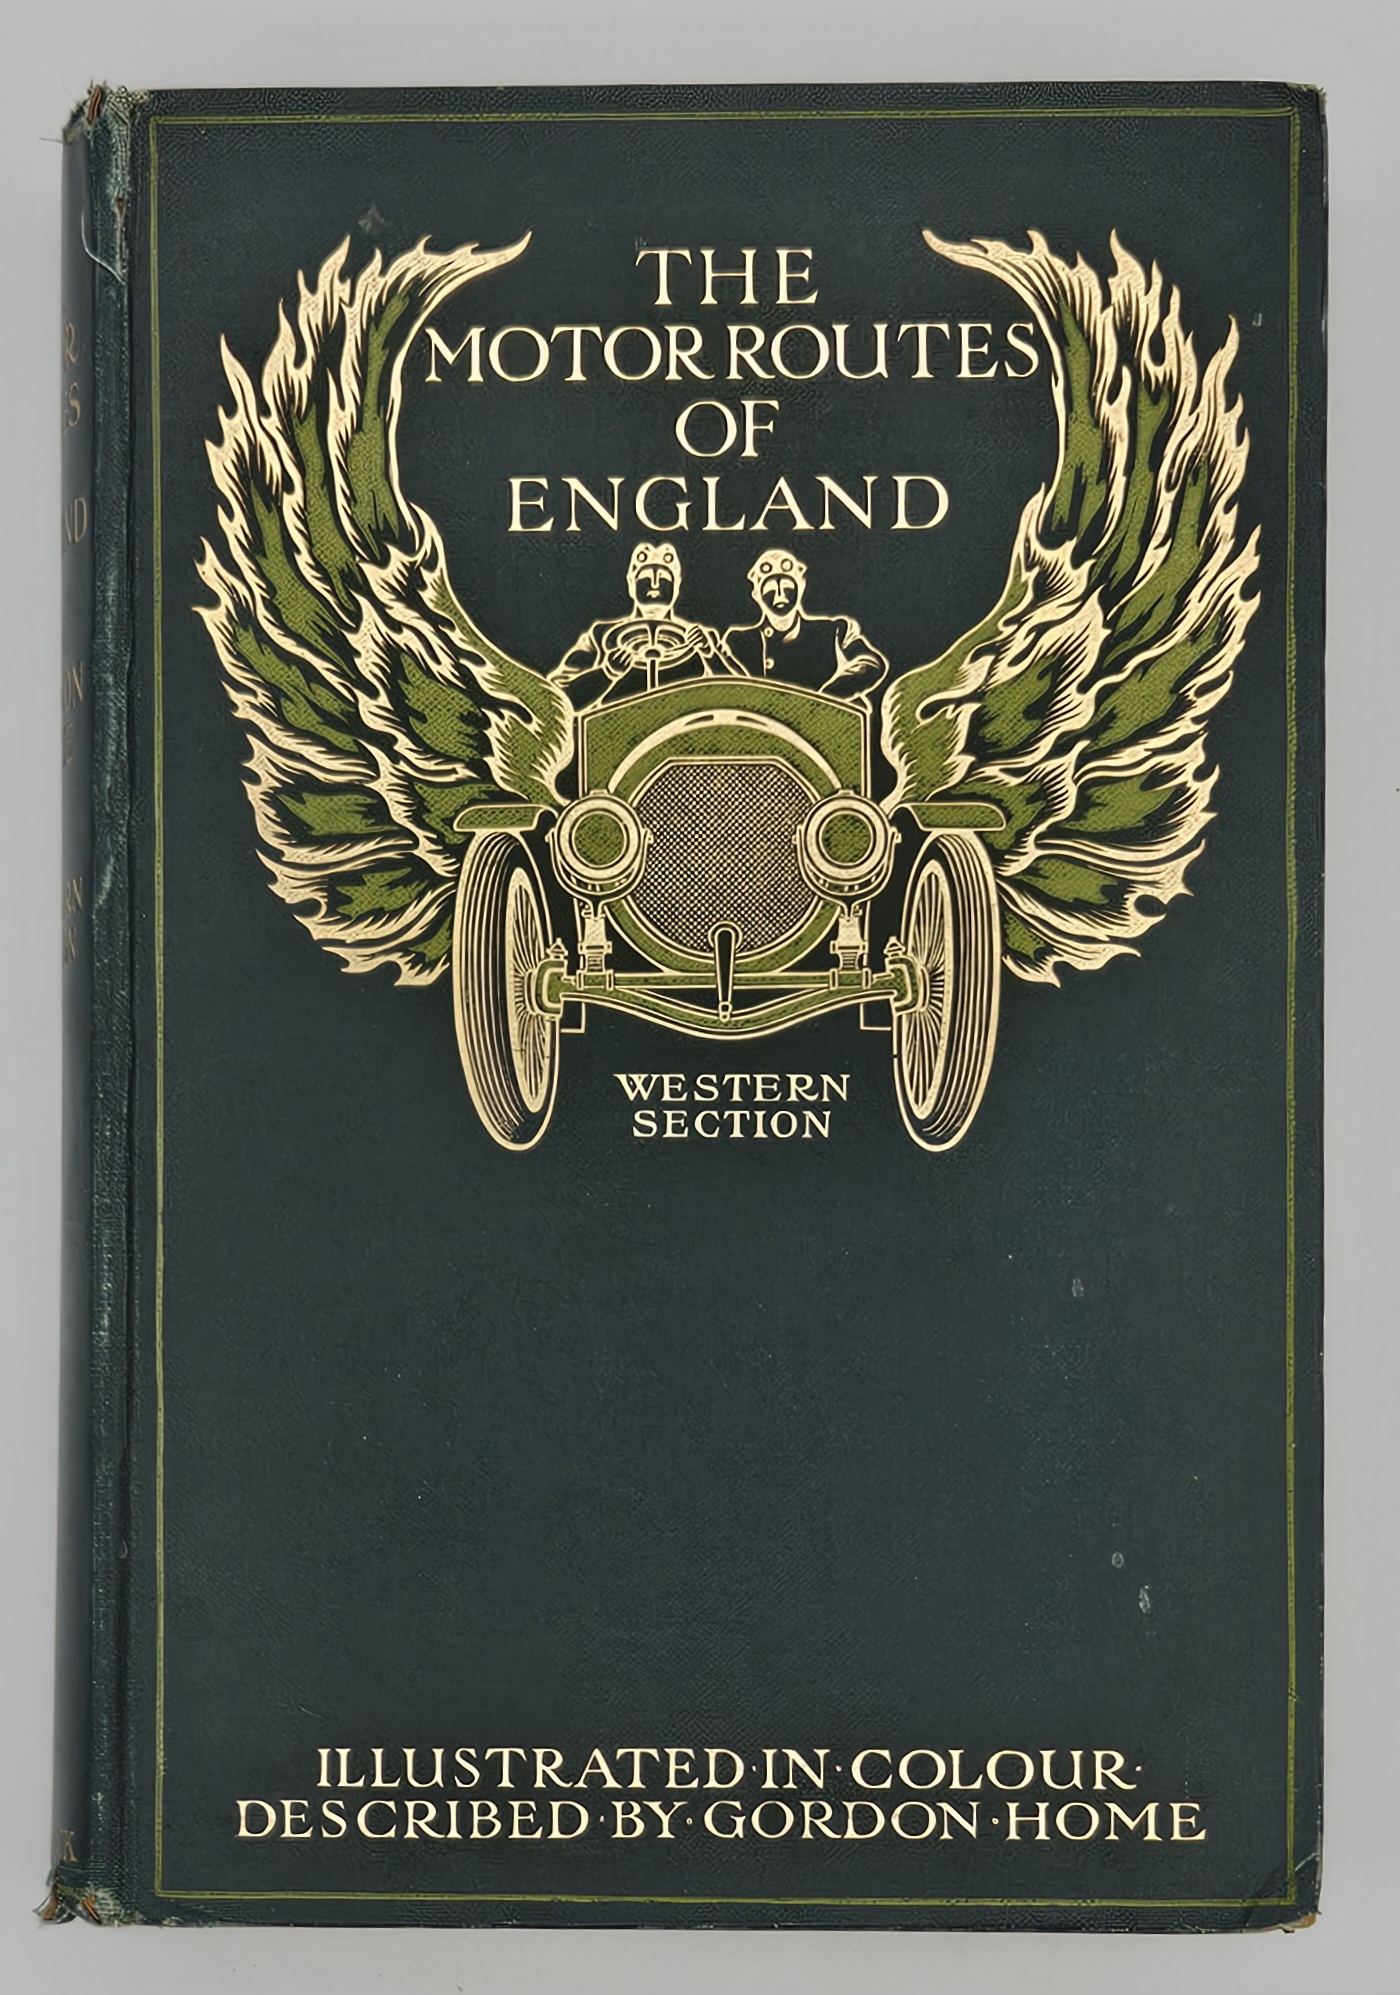 THE
MOTOR ROUTES
OF
ENGLAND
WESTERN
SECTION
ILLUSTRATED·IN·COLOUR·
DESCRIBED·BY·GORDON·HOME